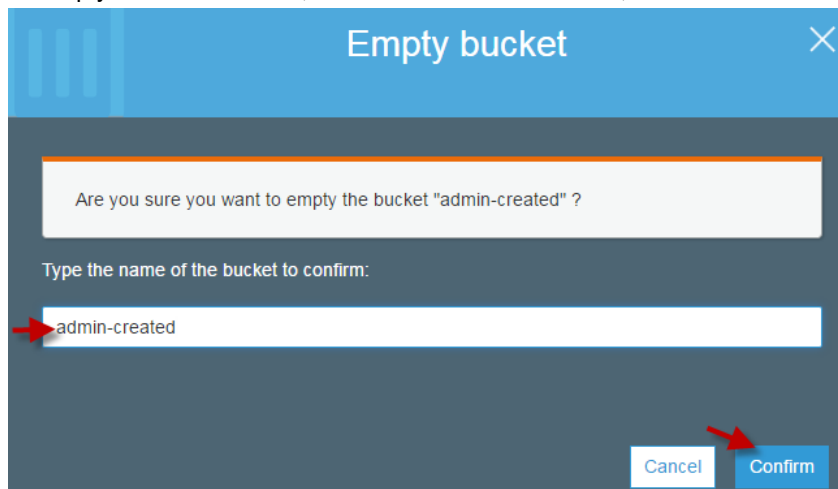 Empty bucket
Are you sure you want to empty the bucket "admin-created" ?
Type the name of the bucket to confirm:
admin-created
Cancel
Confirm